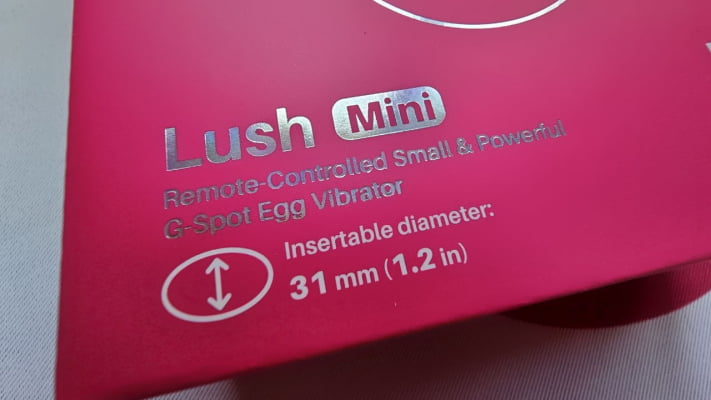 Lush Mini
Remote-Controlled Small & Powerful
G-Spot Egg Vibrator
Insertable diameter:
31 mm (1.2 in)